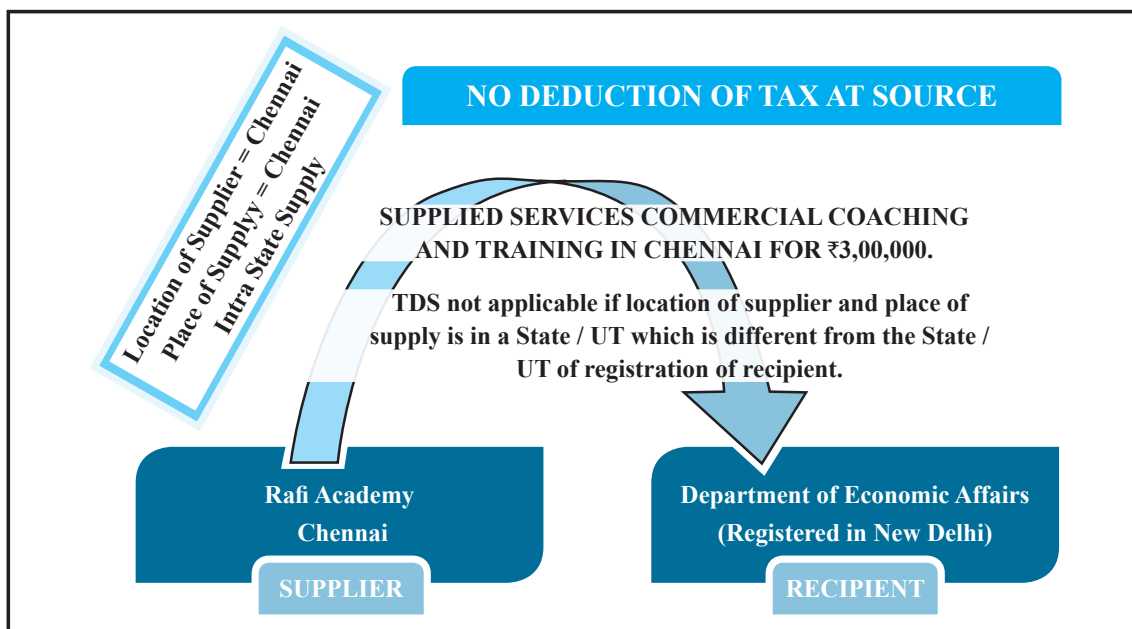 Location of Supplier = Chennai
Place of Supplyy = Chennai
Intra State Supply
NO DEDUCTION OF TAX AT SOURCE
SUPPLIED SERVICES COMMERCIAL COACHING
AND TRAINING IN CHENNAI FOR ₹3,00,000.
TDS not applicable if location of supplier and place of
supply is in a State / UT which is different from the State /
UT of registration of recipient.
Rafi Academy
Chennai
SUPPLIER
Department of Economic Affairs
(Registered in New Delhi)
RECIPIENT